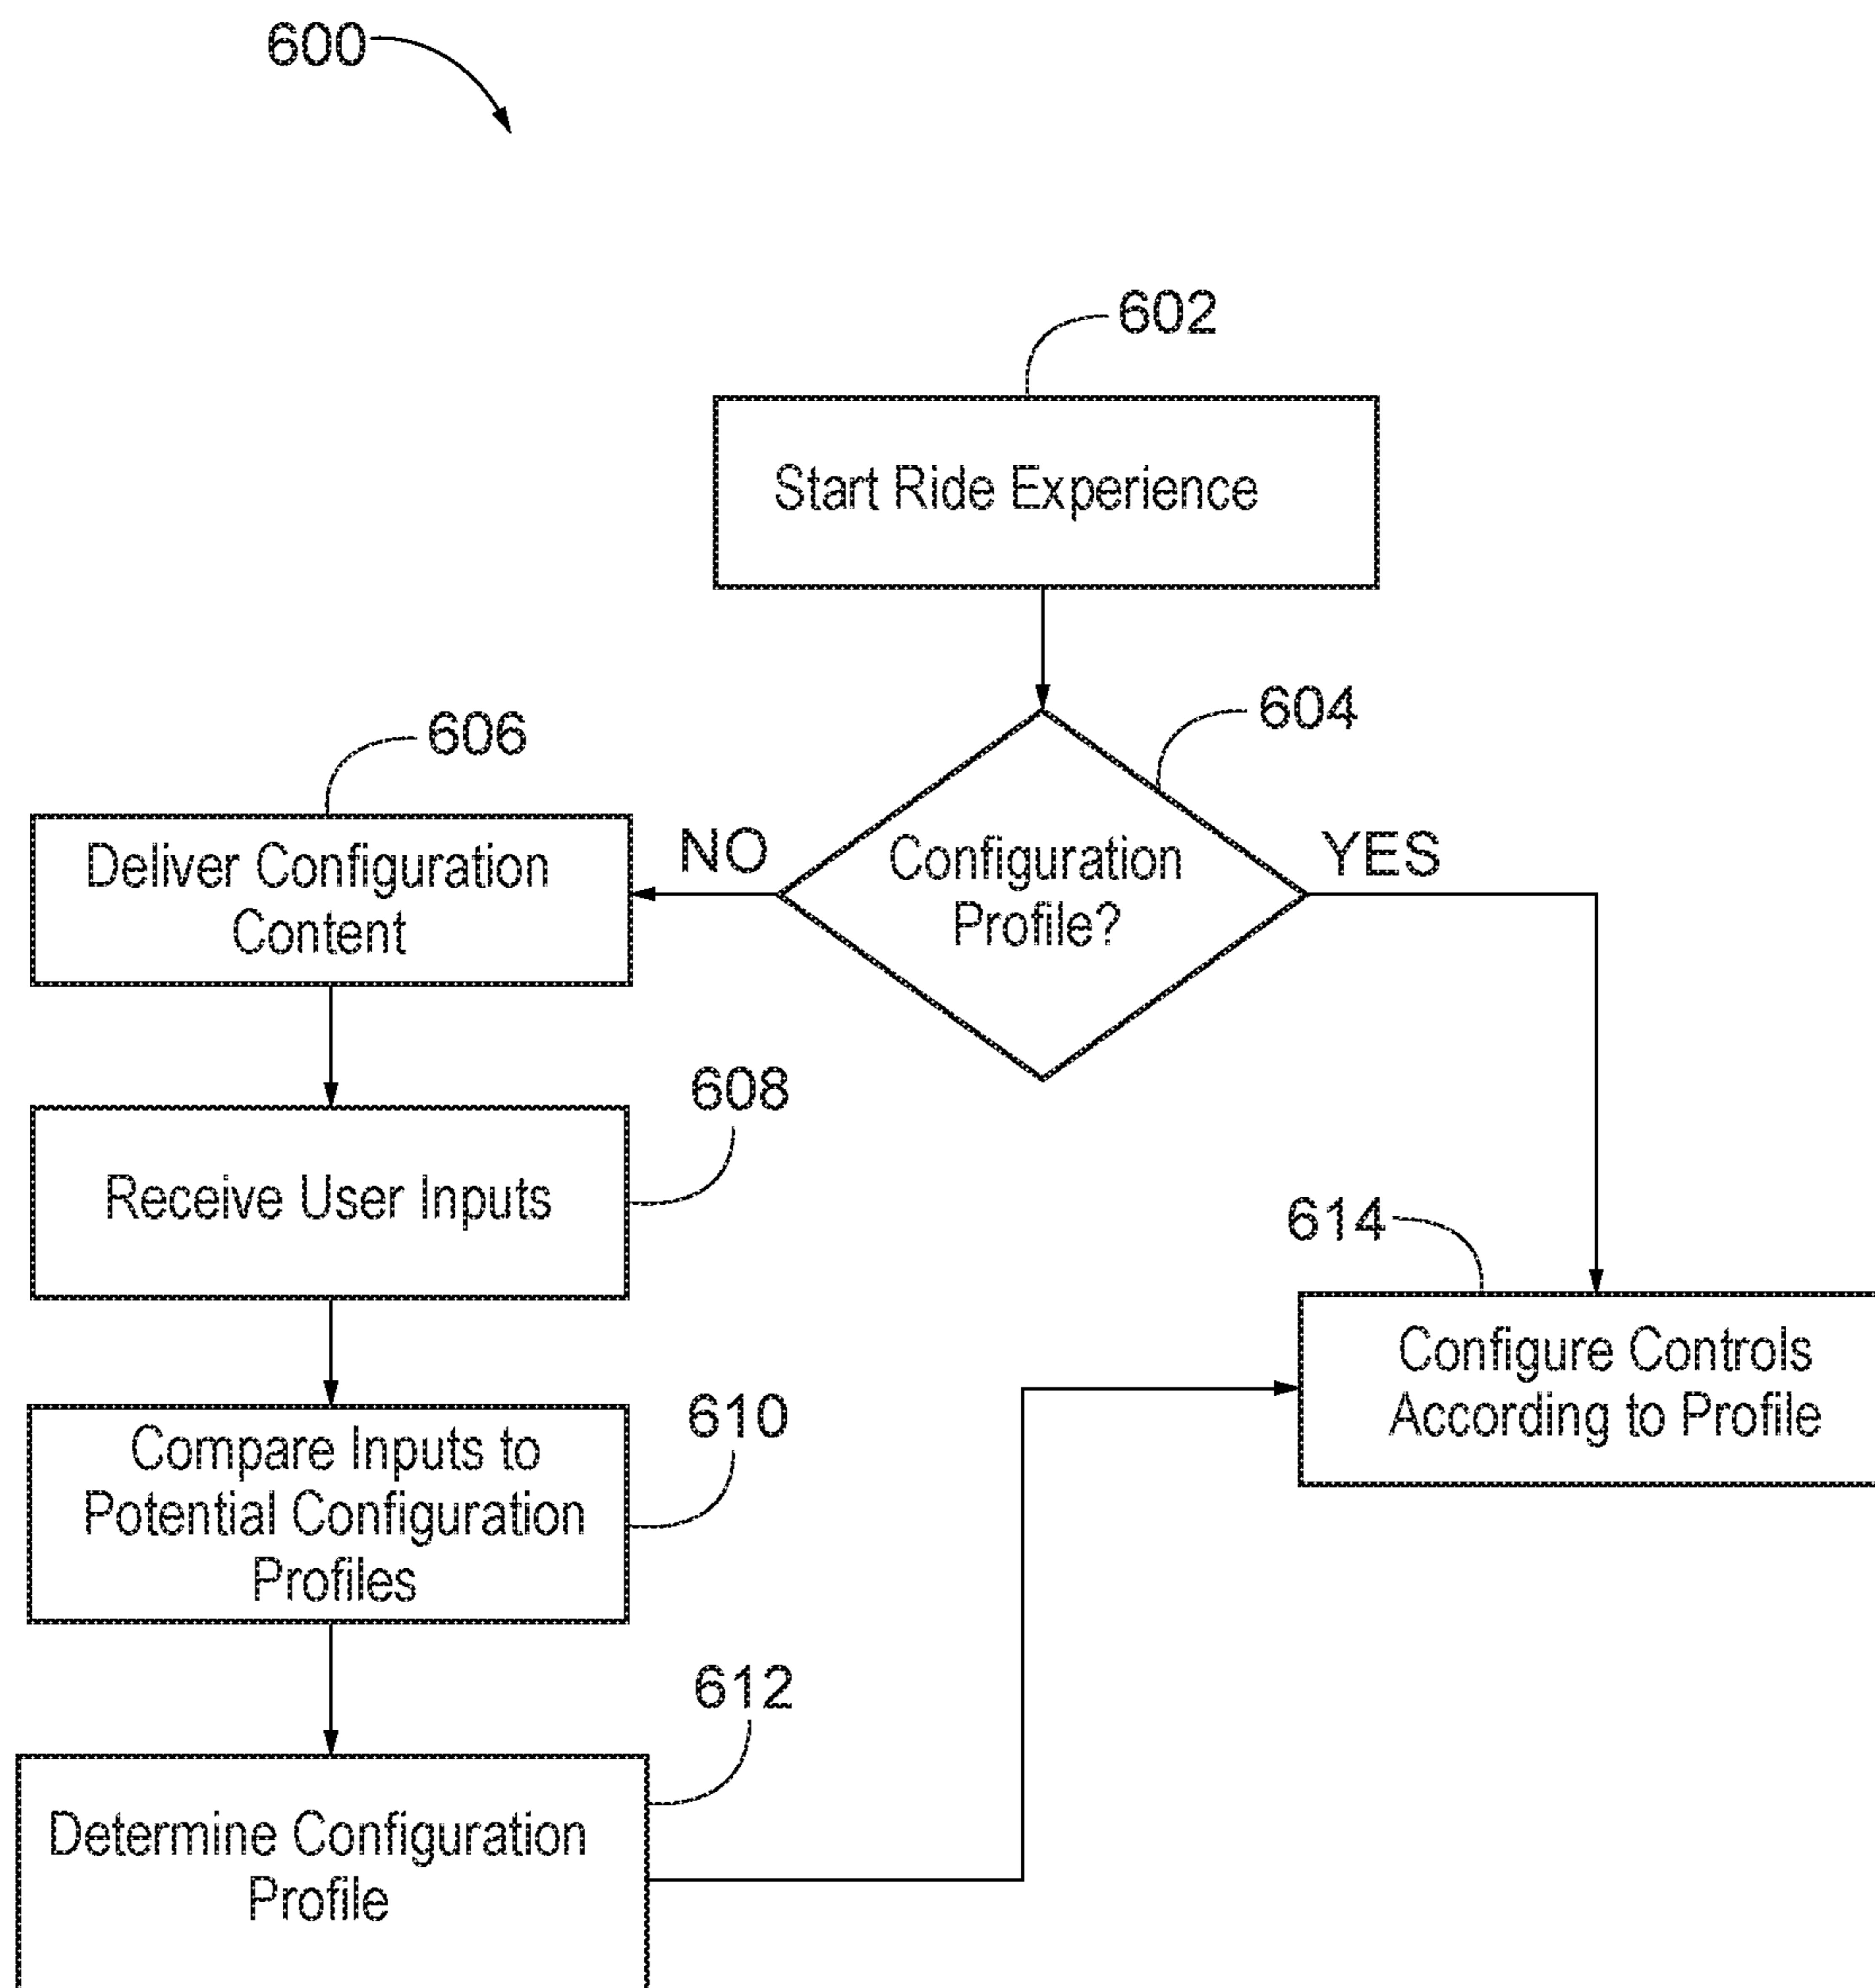 600
602
Start Ride Experience
604
606
NO
Configuration
Profile?
YES
Deliver Configuration
Content
608
Receive User Inputs
614
Configure Controls
According to Profile
610
Compare Inputs to
Potential Configuration
Profiles
612
Determine Configuration
Profile